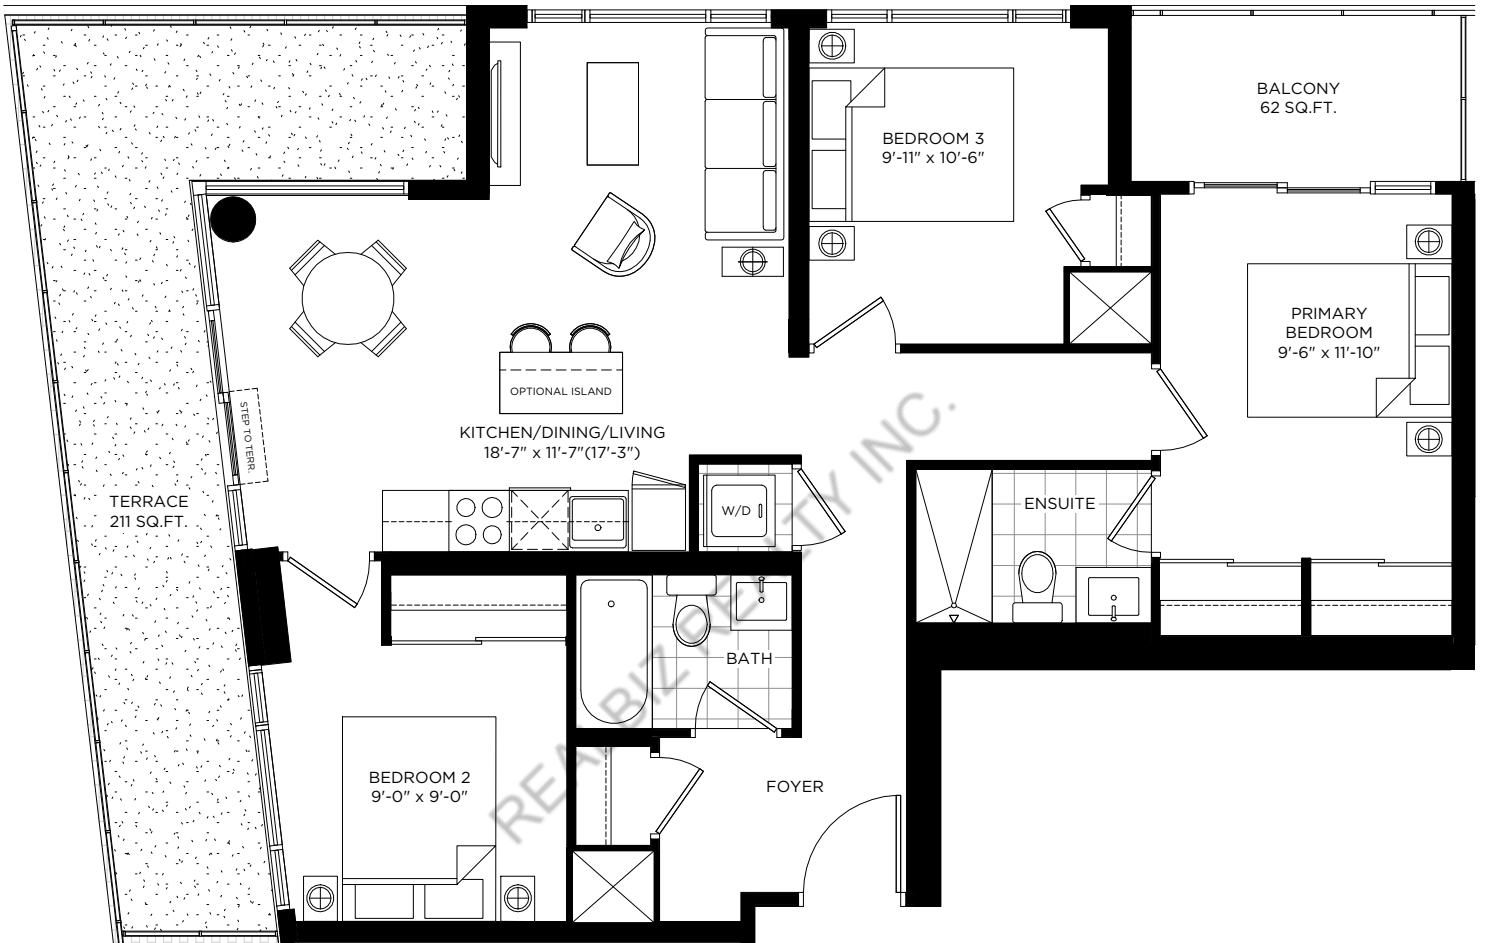 BALCONY
62 SQ.FT.
BEDROOM 3
9'-11" x 10'-6"
PRIMARY
BEDROOM
9'-6" x 11'-10"
OPTIONAL ISLAND
STEP TO TERR.
KITCHEN/DINING/LIVING
18'-7" x 11'-7"(17'-3")
TERRACE
211 SQ.FT.
W/D
ENSUITE
BATH
BEDROOM 2
9'-0" x 9'-0"
FOYER
REALBIZ REALTY INC.